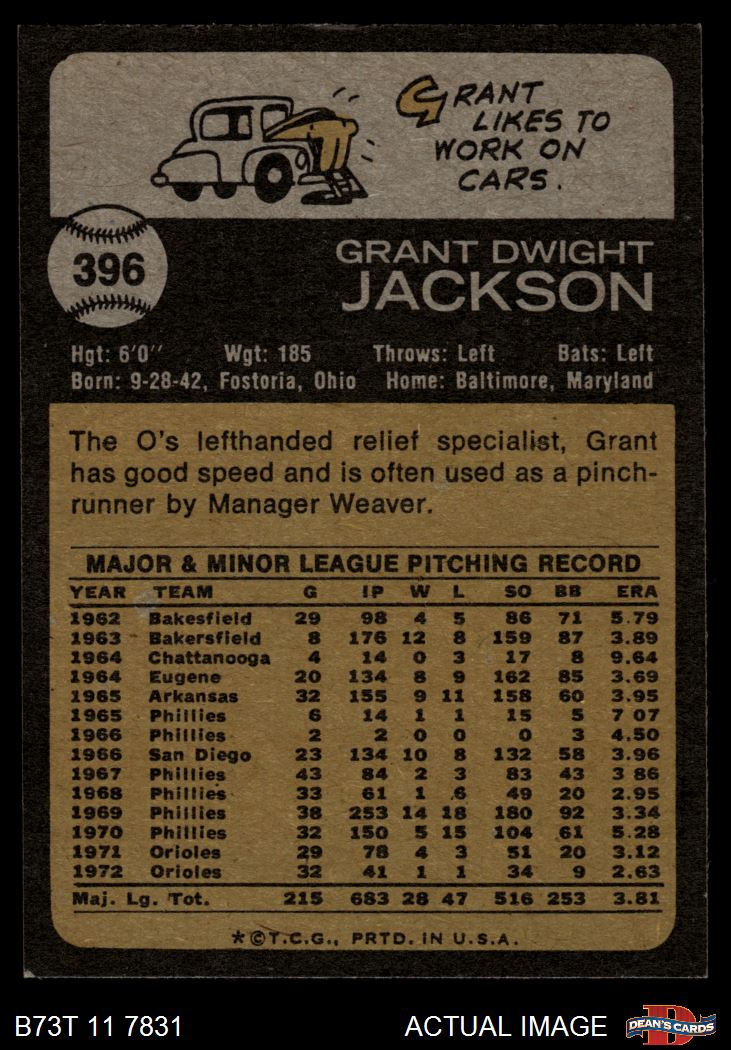 GRANT
LIKES TO
WORK ON
CARS.
396
GRANT DWIGHT
JACKSON
Hgt: 6'0'' Wgt: 185 Throws: Left Bats: Left
Born: 9-28-42, Fostoria, Ohio Home: Baltimore, Maryland
The O's lefthanded relief specialist, Grant
has good speed and is often used as a pinch-
runner by Manager Weaver.
MAJOR & MINOR LEAGUE PITCHING RECORD
YEAR TEAM G IP W L SO BB ERA
1962 Bakesfield 29 98 4 5 86 71 5.79
1963 Bakersfield 8 176 12 8 159 87 3.89
1964 Chattanooga 4 14 0 3 17 8 9.64
1964 Eugene 20 134 8 9 162 85 3.69
1965 Arkansas 32 155 9 11 158 60 3.95
1965 Phillies 6 14 1 1 15 5 7 07
1966 Phillies 2 2 0 0 0 3 4.50
1966 San Diego 23 134 10 8 132 58 3.96
1967 Phillies 43 84 2 3 83 43 3 86
1968 Phillies 33 61 1 6 49 20 2.95
1969 Phillies 38 253 14 18 180 92 3.34
1970 Phillies 32 150 5 15 104 61 5.28
1971 Orioles 29 78 4 3 51 20 3.12
1972 Orioles 32 41 1 1 34 9 2.63
Maj. Lg. Tot. 215 683 28 47 516 253 3.81
*©T.C.G., PRTD. IN U.S.A.
B73T 11 7831 ACTUAL IMAGE D DEAN'S CARDS